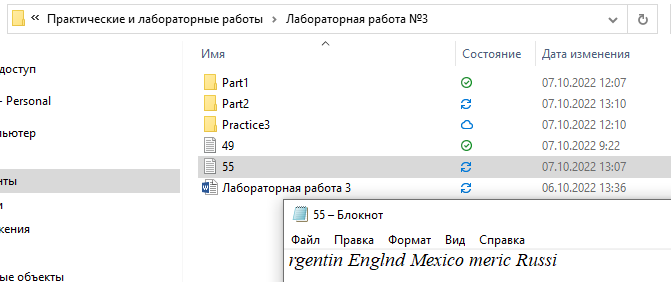 « Практические и лабораторные работы > Лабораторная работа №3
Имя Состояние Дата изменения
доступ
- Personal
ьютер
нты
и
жения
ые объекты
Part1 07.10.2022 12:07
Part2 07.10.2022 13:10
Practice3 07.10.2022 12:10
49 07.10.2022 9:22
55 07.10.2022 13:07
Лабораторная работа 3 06.10.2022 13:36
55 – Блокнот
Файл Правка Формат Вид Справка
rgentin Englnd Mexico meric Russi